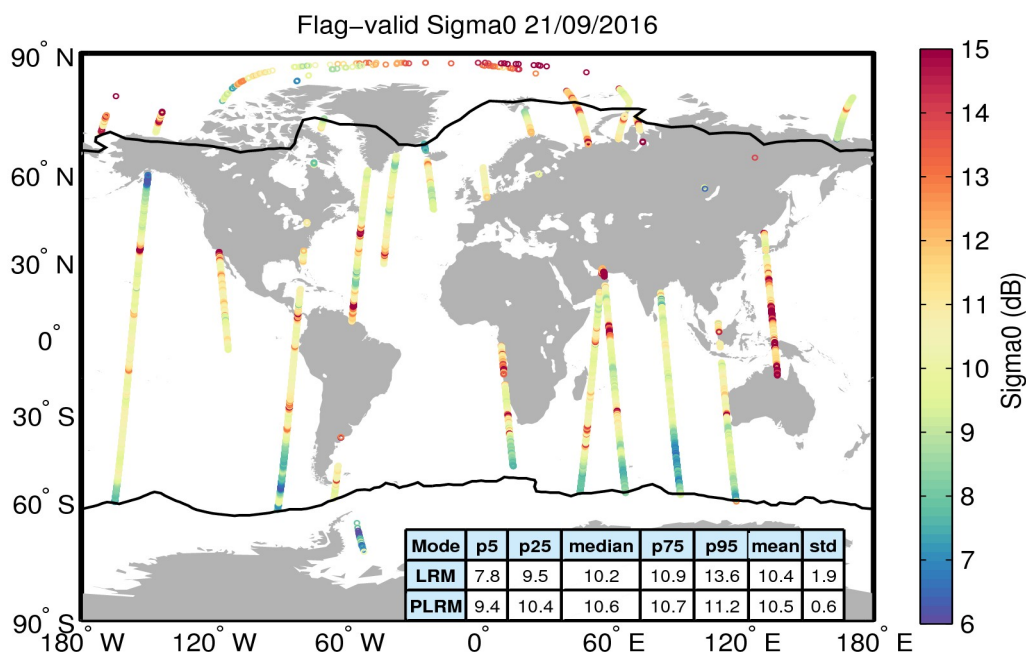 Flag-valid Sigma0 21/09/2016
90° N
60° N
30° N
0°
30° S
60° S
90° S
180° W
120° W
60° W
0°
60° E
120° E
180° E
15
14
13
12
11
10
9
8
7
6
Sigma0 (dB)
Mode p5 p25 median p75 p95 mean std
LRM 7.8 9.5 10.2 10.9 13.6 10.4 1.9
PLRM 9.4 10.4 10.6 10.7 11.2 10.5 0.6